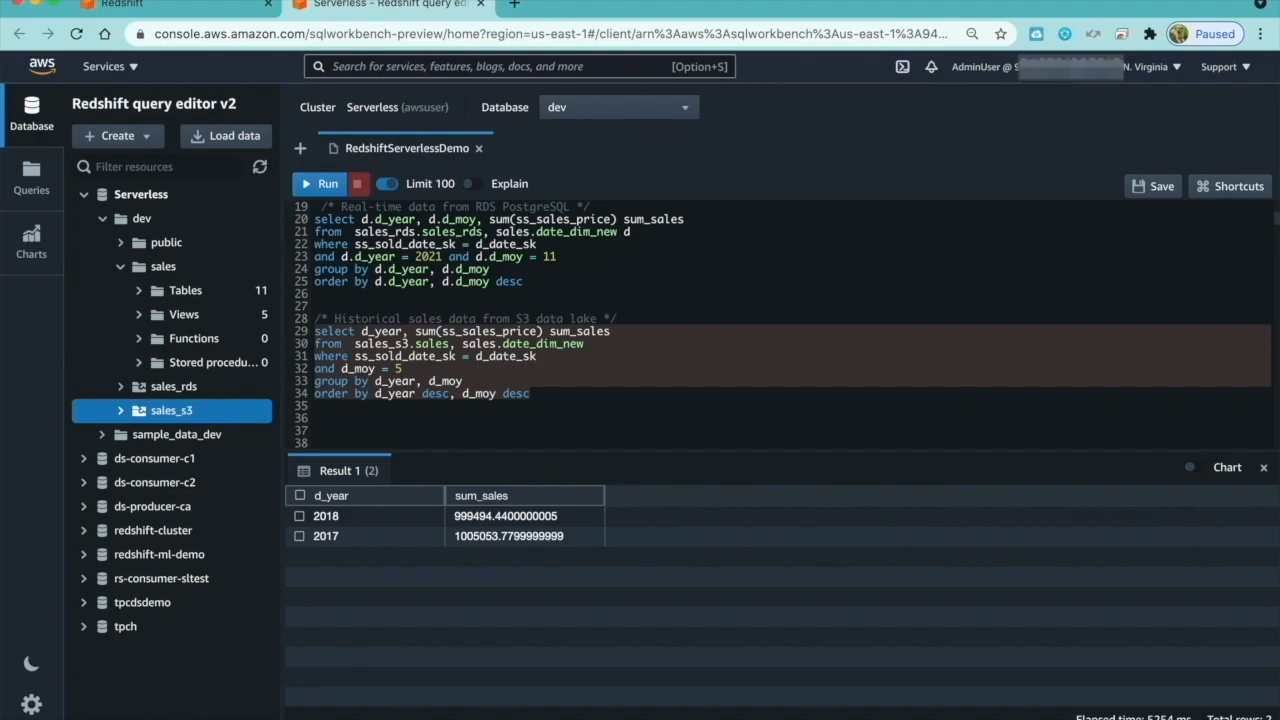 Redshift
Serverless - Redshift query edi
console.aws.amazon.com/sqlworkbench-preview/home?region=us-east-1#/client/arn%3Aaws%3Asqlworkbench%3Aus-east-1%3A94...
Paused
aws
Services
Search for services, features, blogs, docs, and more
[Option+S]
AdminUser @ 9
N. Virginia
Support
Database
Queries
Charts
Redshift query editor v2
Create
Load data
Filter resources
Serverless
dev
public
sales
Tables 11
Views 5
Functions 0
Stored procedu... 0
sales_rds
sales_s3
sample_data_dev
ds-consumer-c1
ds-consumer-c2
ds-producer-ca
redshift-cluster
redshift-ml-demo
rs-consumer-sltest
tpcdsdemo
tpch
Cluster Serverless (awsuser) Database dev
RedshiftServerlessDemo
Run Limit 100 Explain
Save Shortcuts
19 /* Real-time data from RDS PostgreSQL */
20 select d.d_year, d.d_moy, sum(ss_sales_price) sum_sales
21 from sales_rds.sales_rds, sales.date_dim_new d
22 where ss_sold_date_sk = d_date_sk
23 and d.d_year = 2021 and d.d_moy = 11
24 group by d.d_year, d.d_moy
25 order by d.d_year, d.d_moy desc
26
27
28 /* Historical sales data from S3 data lake */
29 select d_year, sum(ss_sales_price) sum_sales
30 from sales_s3.sales, sales.date_dim_new
31 where ss_sold_date_sk = d_date_sk
32 and d_moy = 5
33 group by d_year, d_moy
34 order by d_year desc, d_moy desc
35
36
37
38
Result 1 (2)
Chart
d_year sum_sales
2018 999494.4400000005
2017 1005053.7799999999
Elapsed time: 5254 ms Total rows: 2